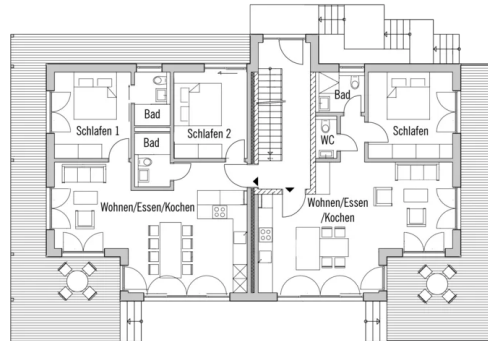 Schlafen 1
Bad
Bad
Schlafen 2
Bad
WC
Schlafen
Wohnen/Essen/Kochen
Wohnen/Essen
/Kochen